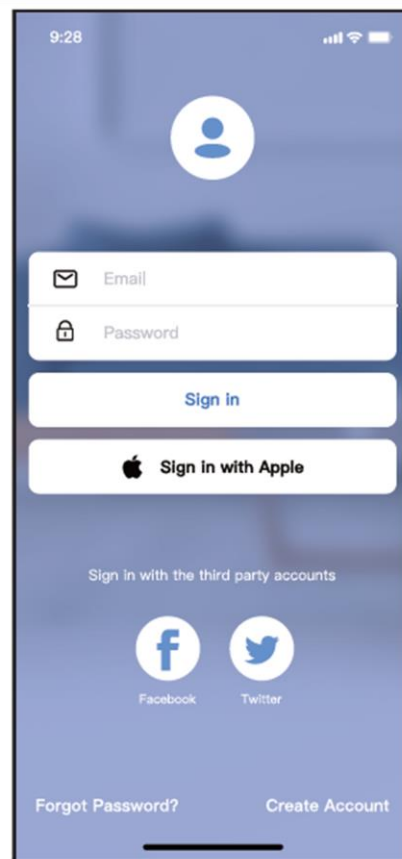 9:28
Email
Password
Sign in
Sign in with Apple
Sign in with the third party accounts
Facebook Twitter
Forgot Password? Create Account